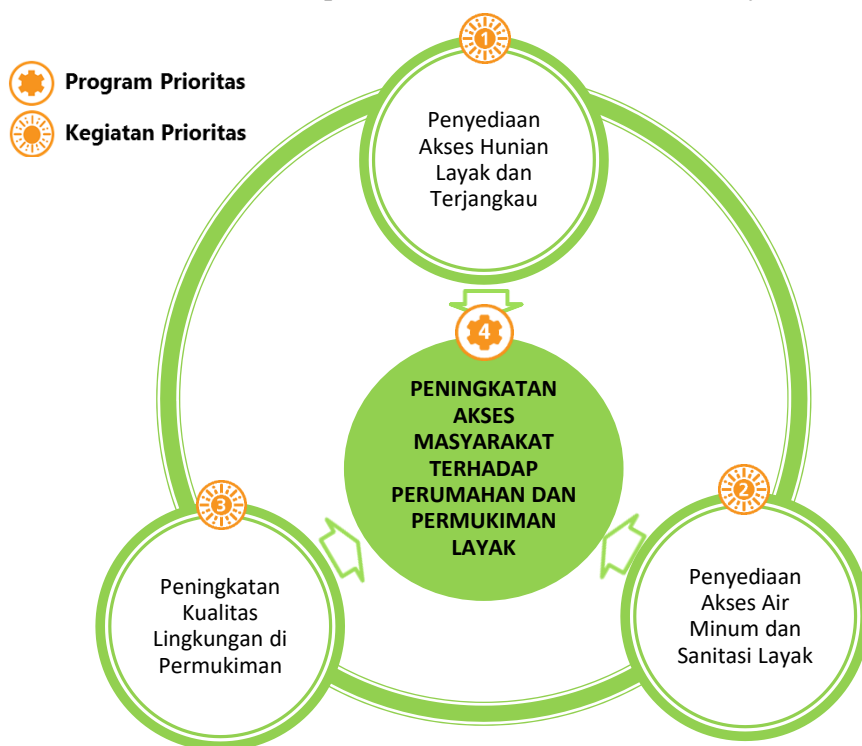 Program Prioritas
Kegiatan Prioritas
1
Penyediaan
Akses Hunian
Layak dan
Terjangkau
4
PENINGKATAN
AKSES
MASYARAKAT
TERHADAP
PERUMAHAN DAN
PERMUKIMAN
LAYAK
3
Peningkatan
Kualitas
Lingkungan di
Permukiman
2
Penyediaan
Akses Air
Minum dan
Sanitasi Layak